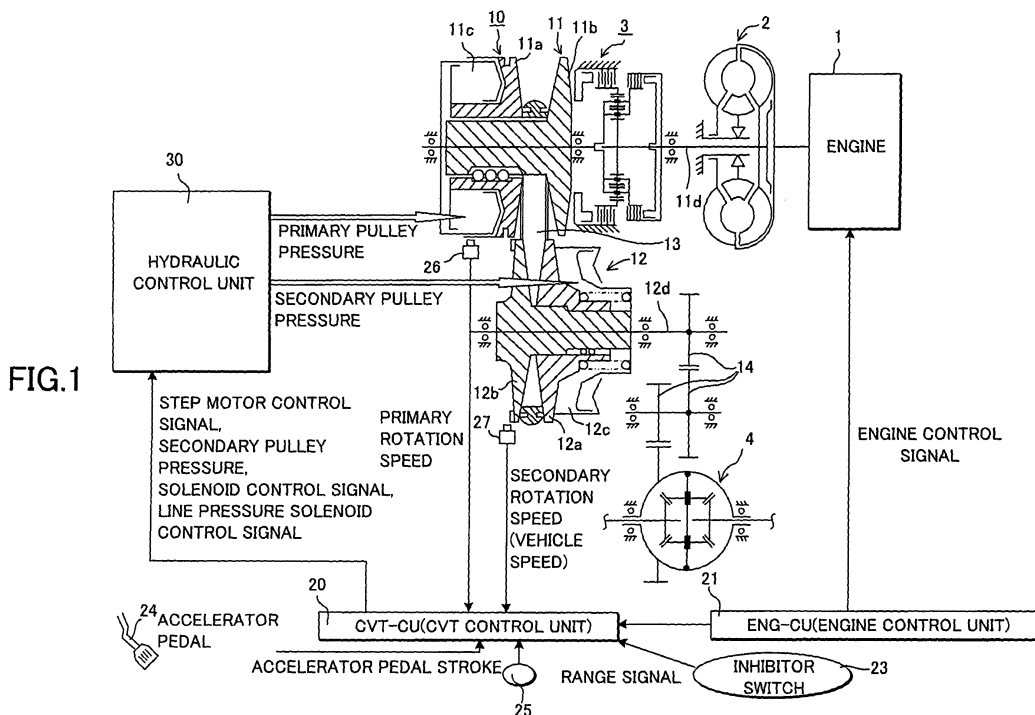 FIG.1
10
11c
11a
11
11b
3
2
1
ENGINE
11d
30
HYDRAULIC
CONTROL UNIT
PRIMARY PULLEY
PRESSURE
26
13
12
SECONDARY PULLEY
PRESSURE
12d
14
12b
12c
12a
27
4
STEP MOTOR CONTROL
SIGNAL,
SECONDARY PULLEY
PRESSURE,
SOLENOID CONTROL SIGNAL,
LINE PRESSURE SOLENOID
CONTROL SIGNAL
PRIMARY
ROTATION
SPEED
SECONDARY
ROTATION
SPEED
(VEHICLE
SPEED)
ENGINE CONTROL
SIGNAL
24
ACCELERATOR
PEDAL
20
CVT-CU(CVT CONTROL UNIT)
21
ENG-CU(ENGINE CONTROL UNIT)
ACCELERATOR PEDAL STROKE
25
RANGE SIGNAL
INHIBITOR
SWITCH
23